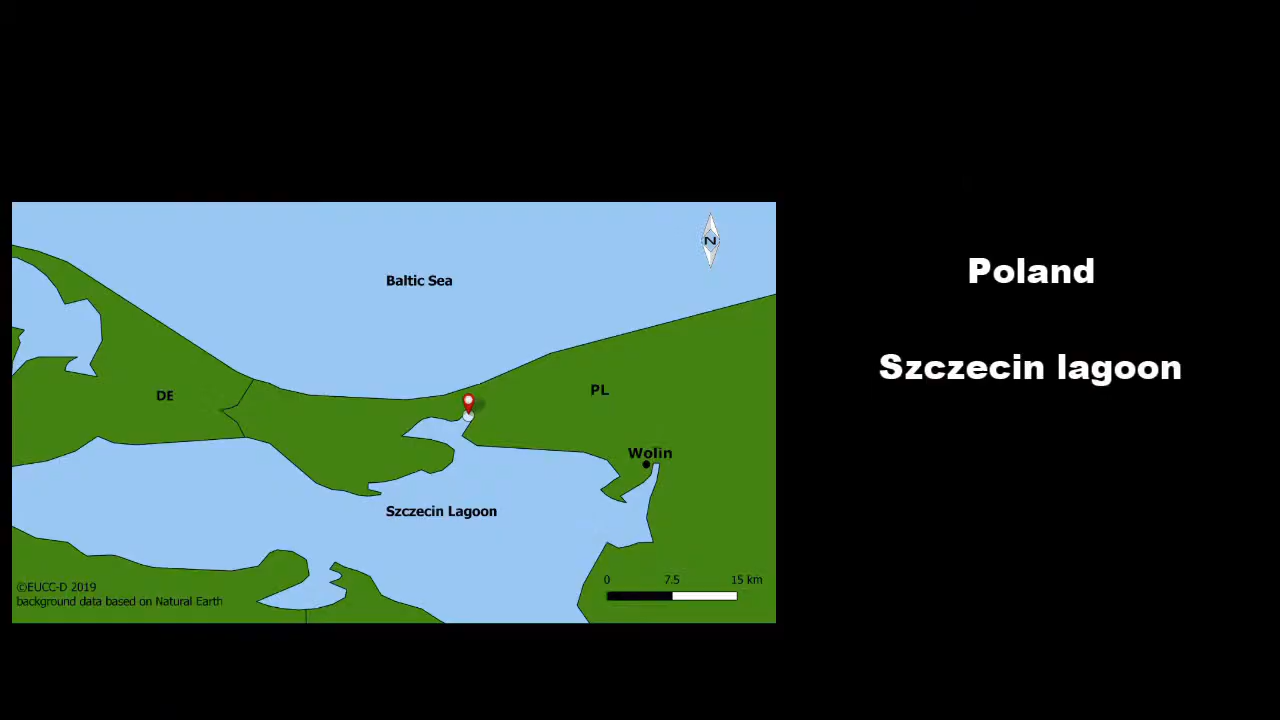 Baltic Sea
N
DE
PL
Wolin
Szczecin Lagoon
0 7.5 15 km
©EUCC-D 2019
background data based on Natural Earth
Poland
Szczecin lagoon